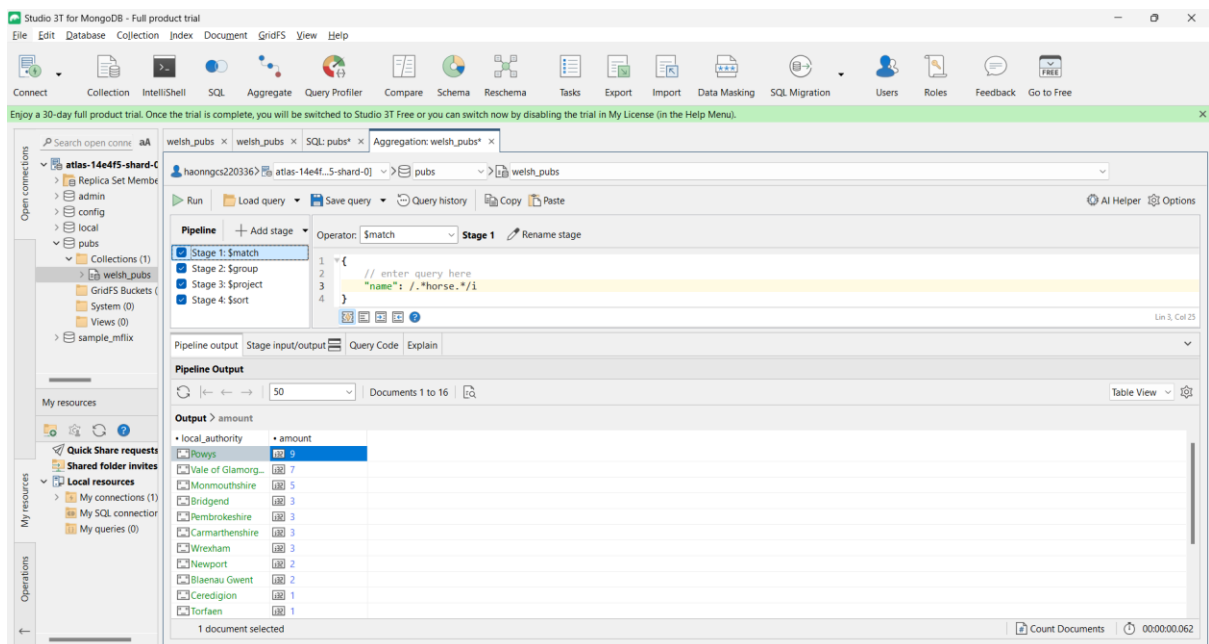 Studio 3T for MongoDB - Full product trial
File Edit Database Collection Index Document GridFS View Help
Connect Collection IntelliShell SQL Aggregate Query Profiler Compare Schema Reschema Tasks Export Import Data Masking SQL Migration Users Roles Feedback Go to Free
FREE
Enjoy a 30-day full product trial. Once the trial is complete, you will be switched to Studio 3T Free or you can switch now by disabling the trial in My License (in the Help Menu).
Open connections
Search open conne aA
atlas-14e4f5-shard-0
Replica Set Membe
admin
config
local
pubs
Collections (1)
welsh_pubs
GridFS Buckets (
System (0)
Views (0)
sample_mflix
My resources
My resources
Quick Share requests
Shared folder invites
Local resources
My connections (1)
My SQL connection
My queries (0)
Operations
welsh_pubs × welsh_pubs × SQL: pubs* × Aggregation: welsh_pubs* ×
haonngcs220336> atlas-14e4f...5-shard-0] > pubs > welsh_pubs
Run Load query Save query Query history Copy Paste AI Helper Options
Pipeline Add stage
Stage 1: $match
Stage 2: $group
Stage 3: $project
Stage 4: $sort
Operator: $match Stage 1 Rename stage
1 {
2 // enter query here
3 "name": /.*horse.*/i
4 }
Lin 3, Col 25
Pipeline output Stage input/output Query Code Explain
Pipeline Output
50 Documents 1 to 16 Table View
Output > amount
local_authority amount
Powys i32 9
Vale of Glamorg... i32 7
Monmouthshire i32 5
Bridgend i32 3
Pembrokeshire i32 3
Carmarthenshire i32 3
Wrexham i32 3
Newport i32 2
Blaenau Gwent i32 2
Ceredigion i32 1
Torfaen i32 1
1 document selected Count Documents 00:00:00.062